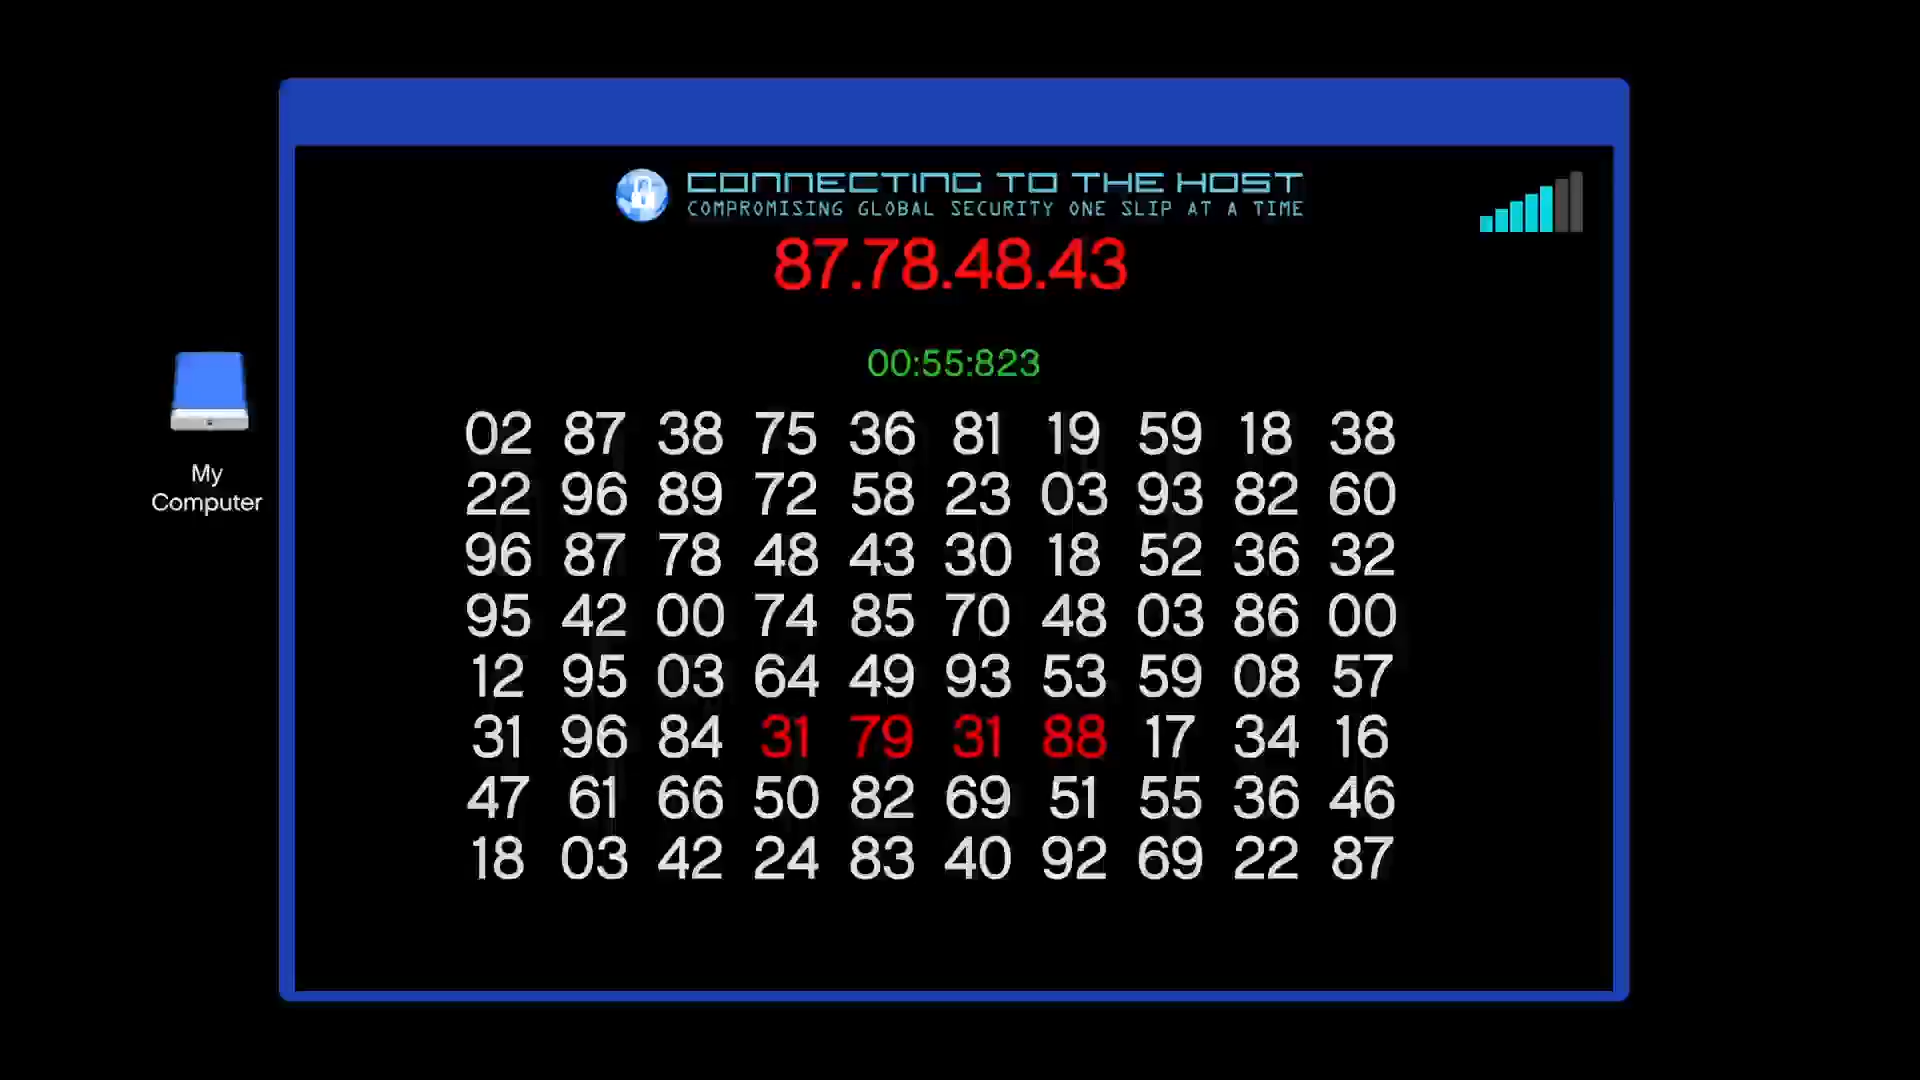 CONNECTING TO THE HOST
COMPROMISING GLOBAL SECURITY ONE SLIP AT A TIME
87.78.48.43
00:55:823
02 87 38 75 36 81 19 59 18 38
22 96 89 72 58 23 03 93 82 60
96 87 78 48 43 30 18 52 36 32
95 42 00 74 85 70 48 03 86 00
12 95 03 64 49 93 53 59 08 57
31 96 84 31 79 31 88 17 34 16
47 61 66 50 82 69 51 55 36 46
18 03 42 24 83 40 92 69 22 87
My
Computer